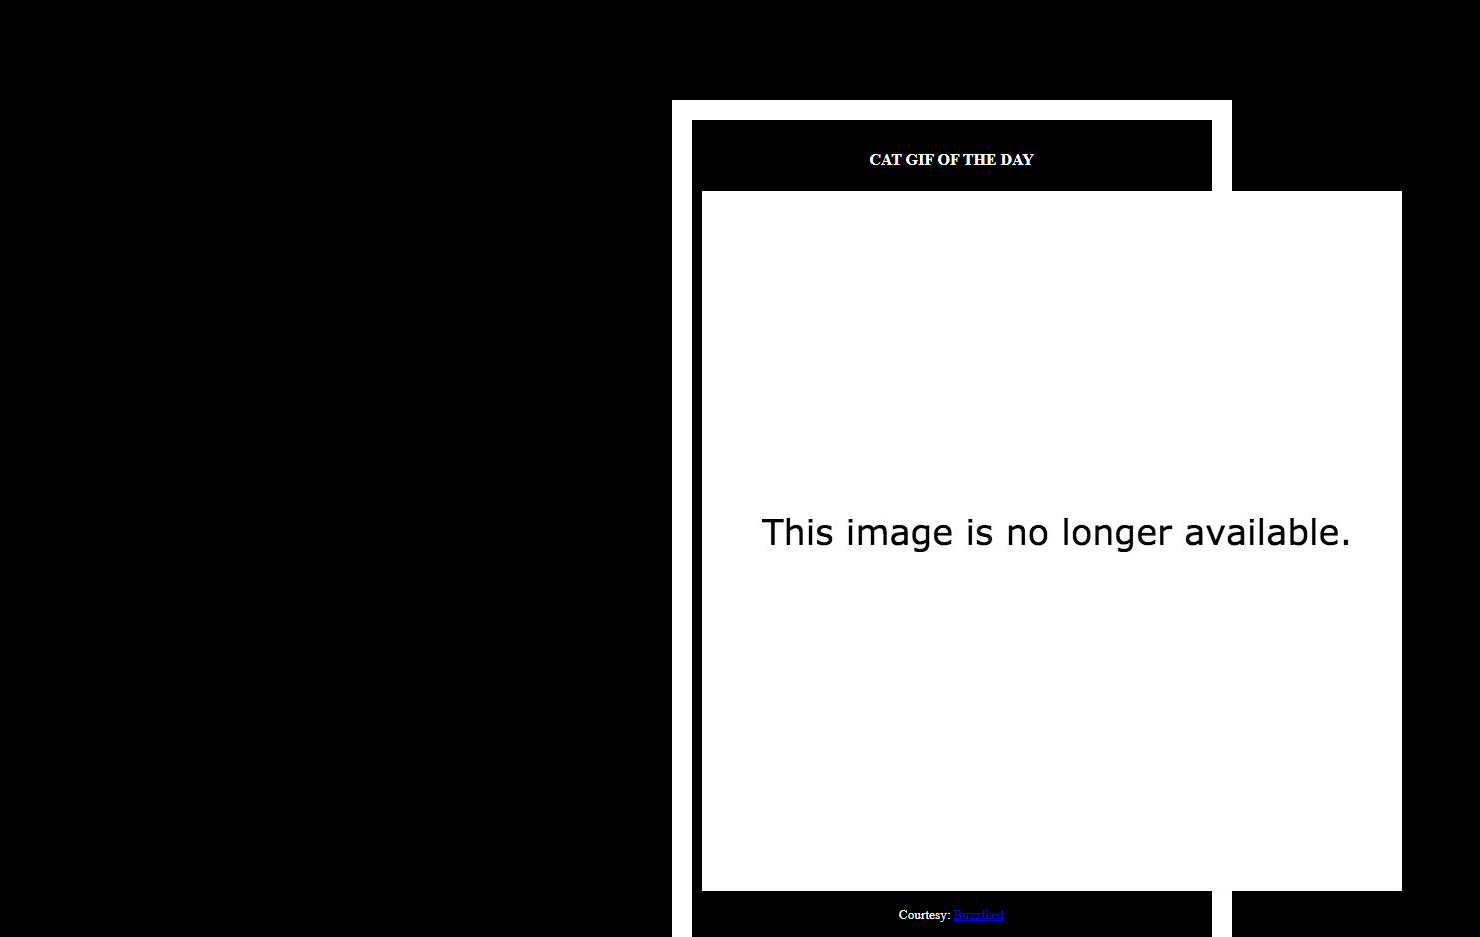 CAT GIF OF THE DAY
This image is no longer available.
Courtesy: Buzzfeed